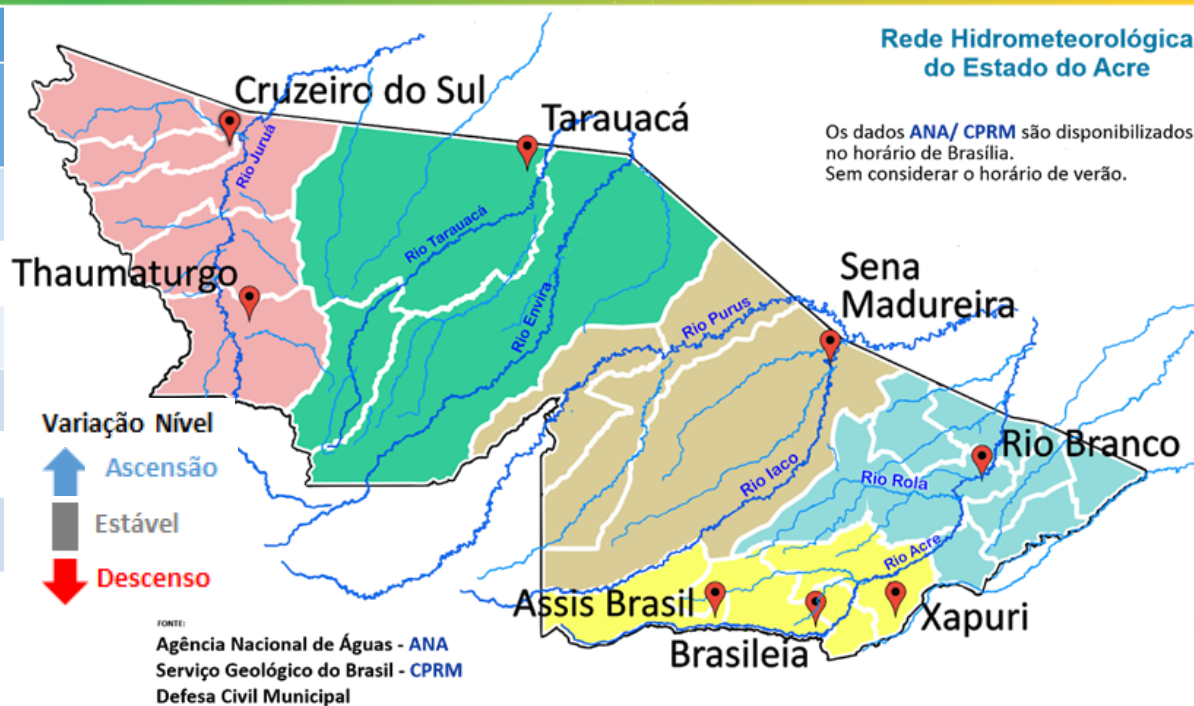 Rede Hidrometeorológica
do Estado do Acre
Os dados ANA/ CPRM são disponibilizados
no horário de Brasília.
Sem considerar o horário de verão.
Cruzeiro do Sul
Tarauacá
Rio Juruá
Rio Tarauacá
Thaumaturgo
Rio Envira
Sena
Madureira
Rio Purus
Rio Branco
Rio Iaco
Rio Rola
Rio Acre
Assis Brasil
Xapuri
Brasileia
Variação Nível
Ascensão
Estável
Descenso
FONTE:
Agência Nacional de Águas - ANA
Serviço Geológico do Brasil - CPRM
Defesa Civil Municipal